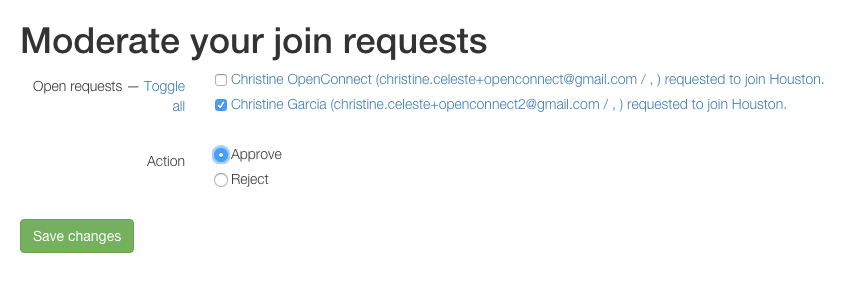 Moderate your join requests
Open requests — Toggle all
Christine OpenConnect (christine.celeste+openconnect@gmail.com / , ) requested to join Houston.
Christine Garcia (christine.celeste+openconnect2@gmail.com / , ) requested to join Houston.
Action
Approve
Reject
Save changes